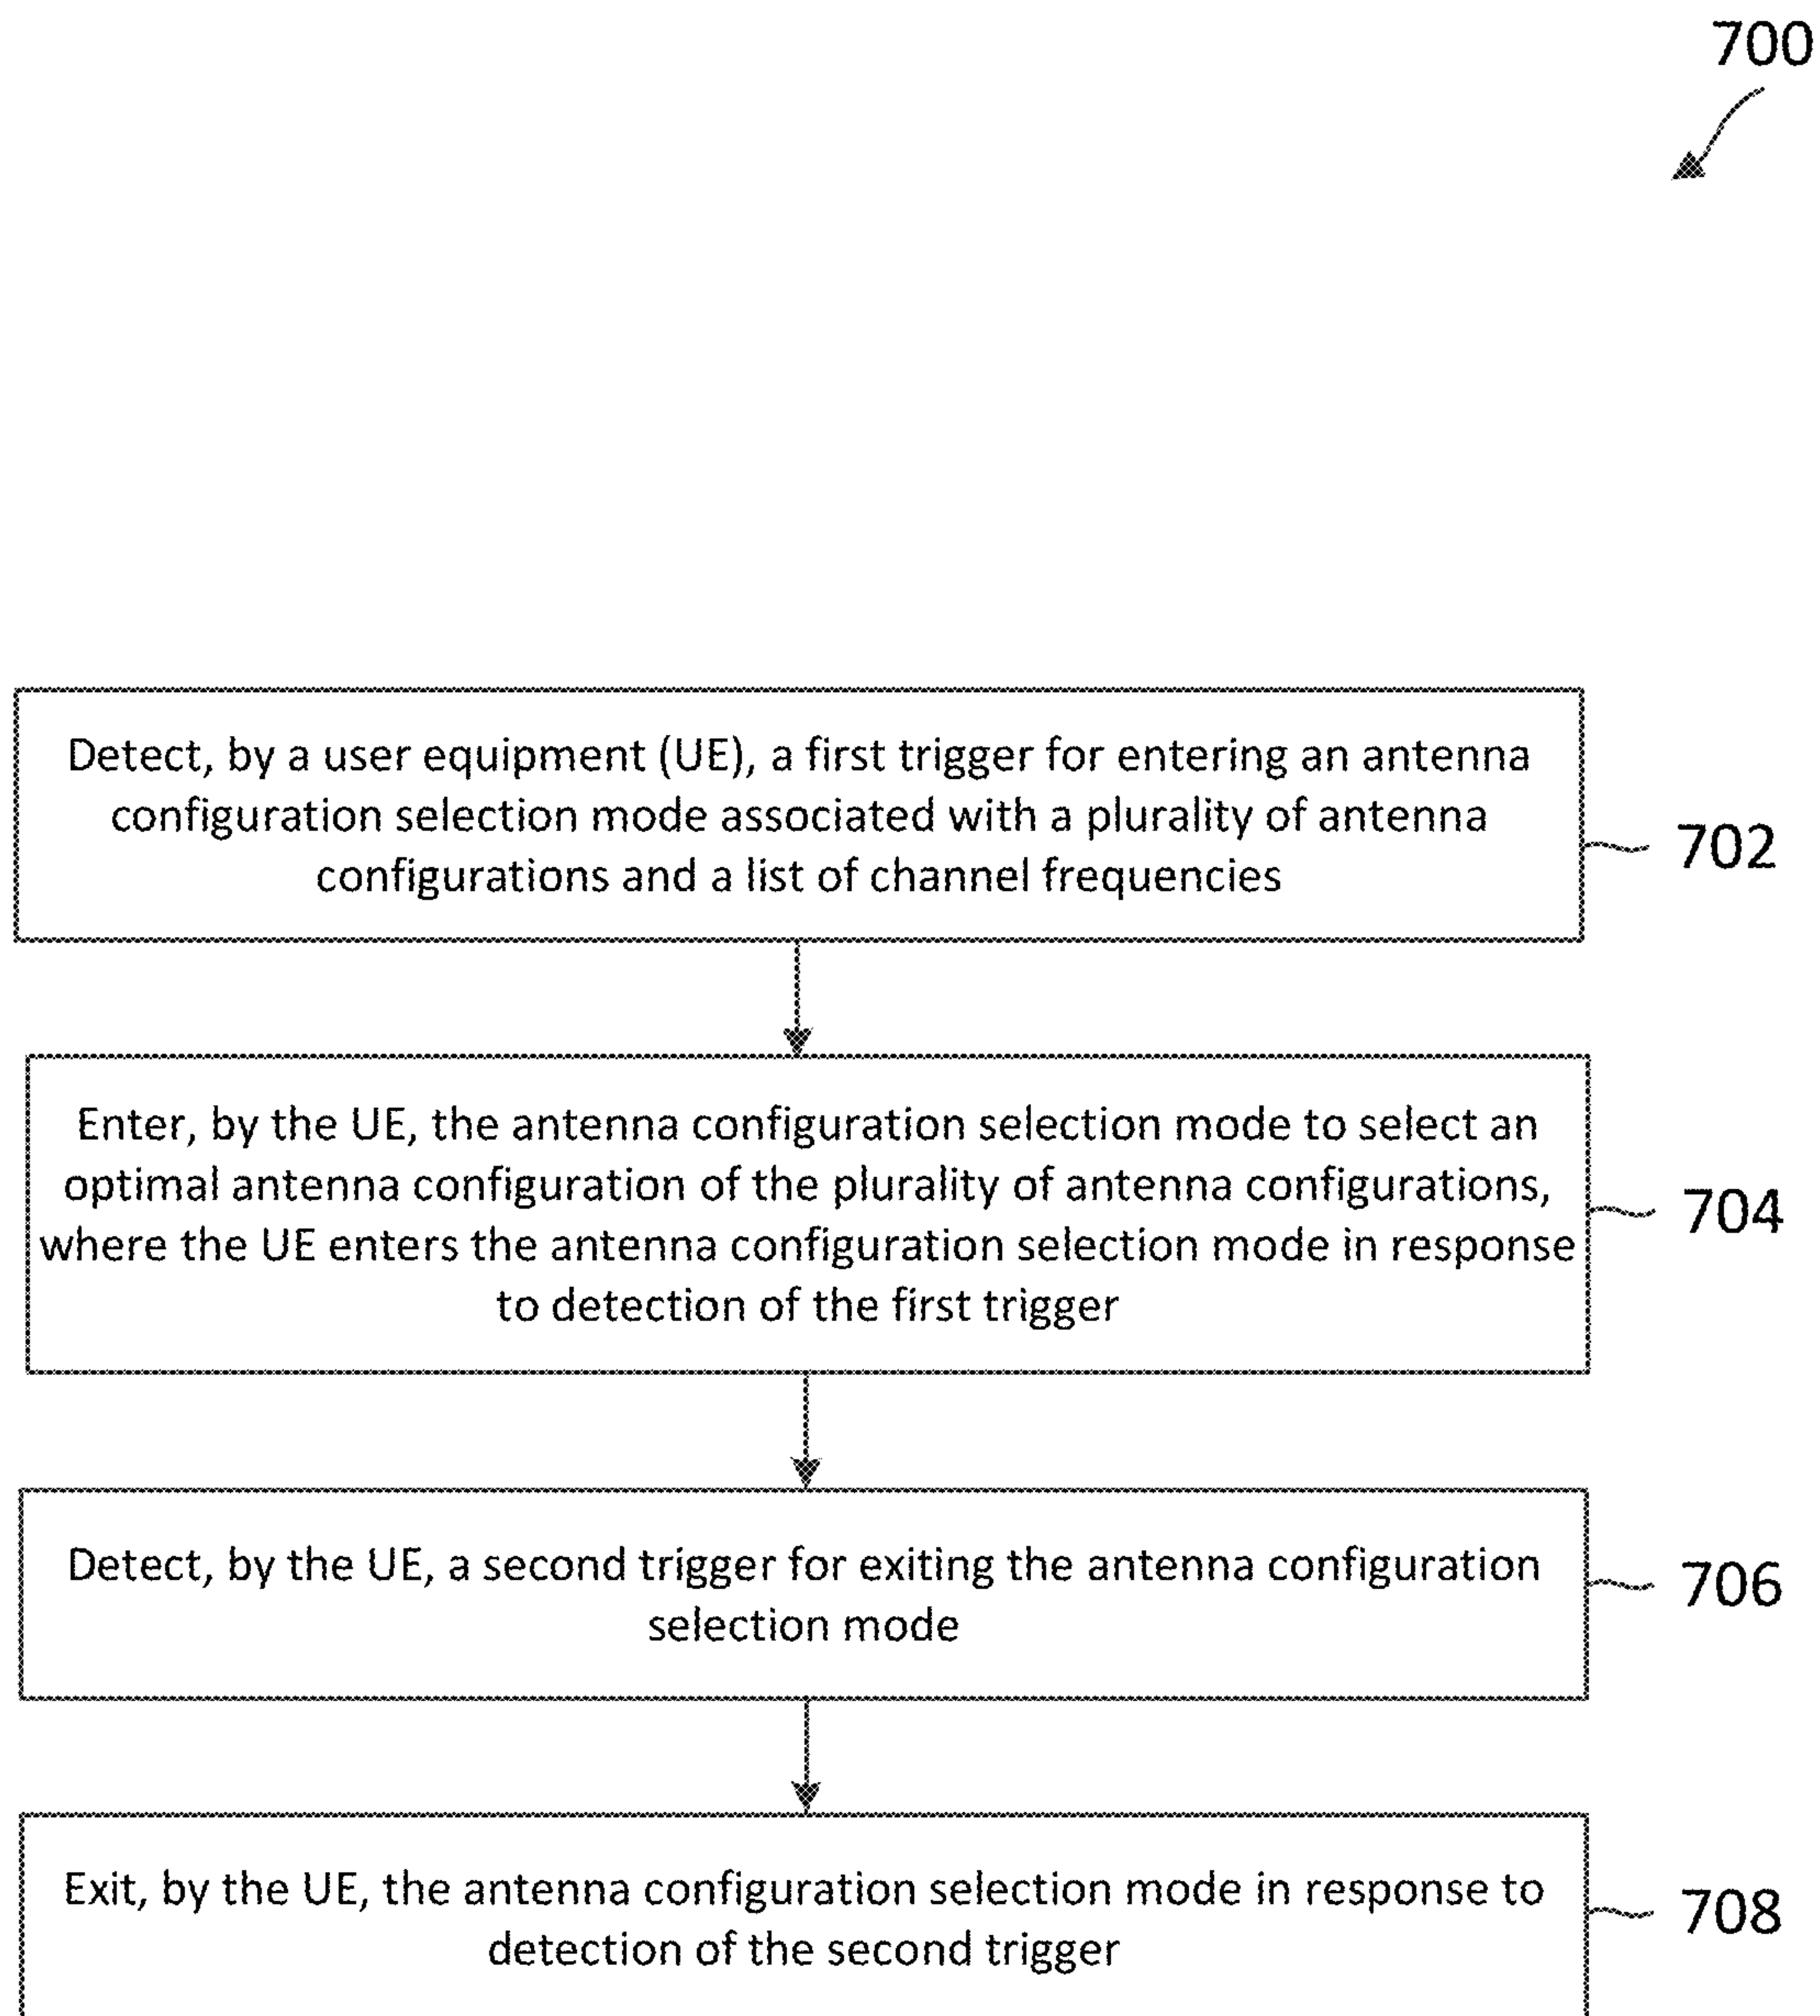 700
Detect, by a user equipment (UE), a first trigger for entering an antenna
configuration selection mode associated with a plurality of antenna
configurations and a list of channel frequencies
702
Enter, by the UE, the antenna configuration selection mode to select an
optimal antenna configuration of the plurality of antenna configurations,
where the UE enters the antenna configuration selection mode in response
to detection of the first trigger
704
Detect, by the UE, a second trigger for exiting the antenna configuration
selection mode
706
Exit, by the UE, the antenna configuration selection mode in response to
detection of the second trigger
708